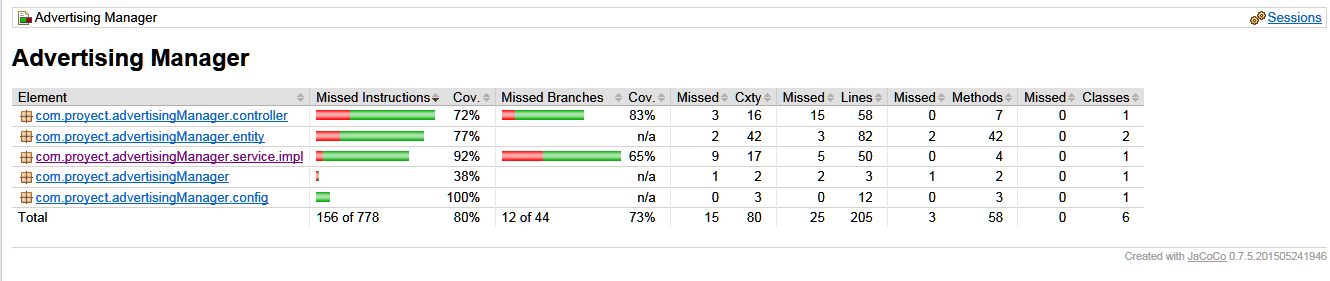 Advertising Manager Sessions
Advertising Manager
Element Missed Instructions Cov. Missed Branches Cov. Missed Cxty Missed Lines Missed Methods Missed Classes
com.proyect.advertisingManager.controller 72% 83% 3 16 15 58 0 7 0 1
com.proyect.advertisingManager.entity 77% n/a 2 42 3 82 2 42 0 2
com.proyect.advertisingManager.service.impl 92% 65% 9 17 5 50 0 4 0 1
com.proyect.advertisingManager 38% n/a 1 2 2 3 1 2 0 1
com.proyect.advertisingManager.config 100% n/a 0 3 0 12 0 3 0 1
Total 156 of 778 80% 12 of 44 73% 15 80 25 205 3 58 0 6
Created with JaCoCo 0.7.5.201505241946